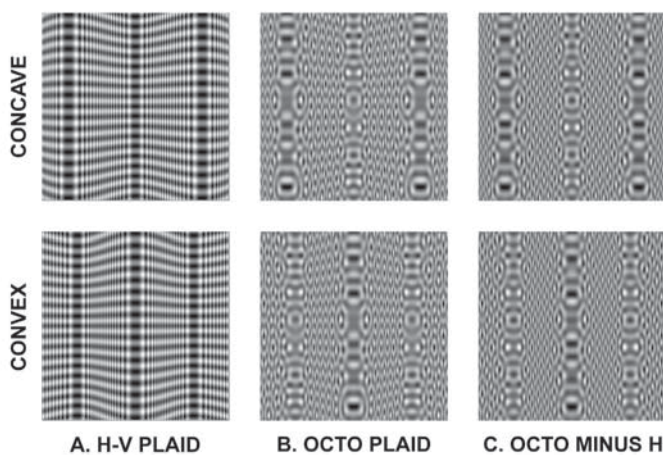 CONCAVE
CONVEX
A. H-V PLAID
B. OCTO PLAID
C. OCTO MINUS H